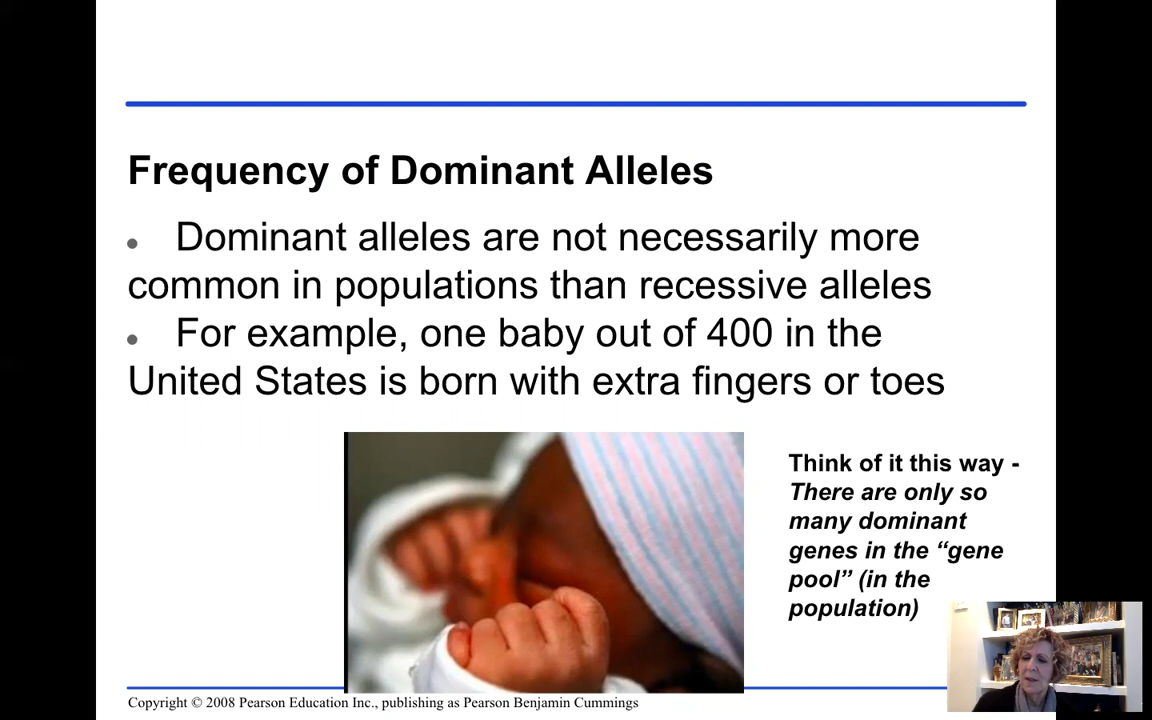 Frequency of Dominant Alleles
• Dominant alleles are not necessarily more
common in populations than recessive alleles
• For example, one baby out of 400 in the
United States is born with extra fingers or toes
Think of it this way -
There are only so
many dominant
genes in the “gene
pool” (in the
population)
Copyright © 2008 Pearson Education Inc., publishing as Pearson Benjamin Cummings